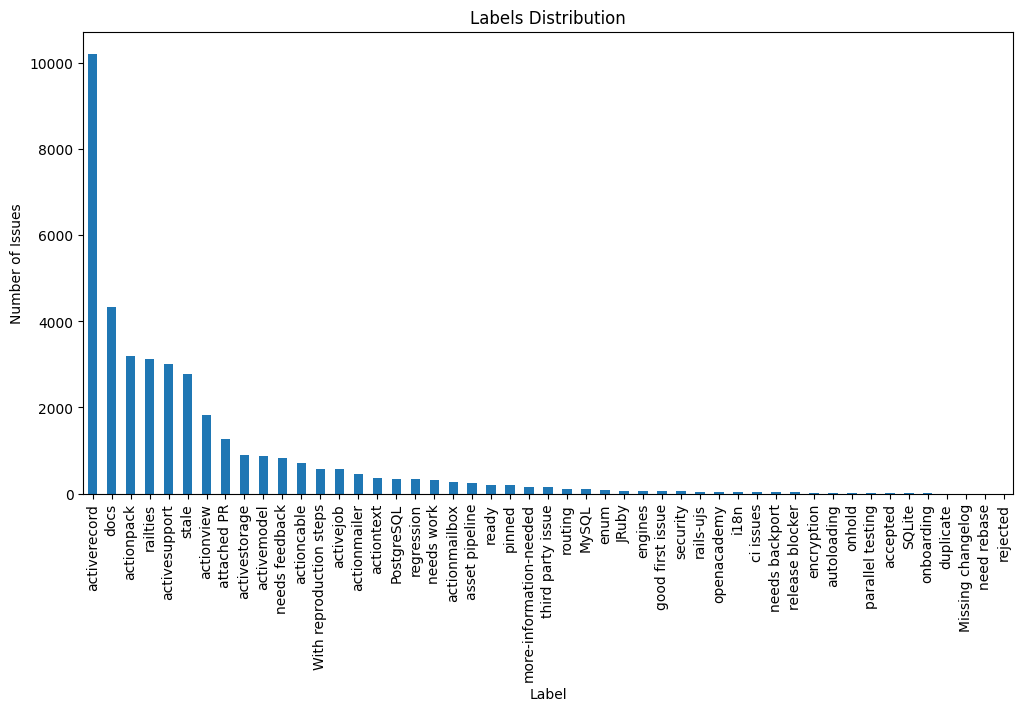 Labels Distribution
Number of Issues
10000
8000
6000
4000
2000
0
activerecord
docs
actionpack
railties
activesupport
stale
actionview
attached PR
activestorage
activemodel
needs feedback
actioncable
With reproduction steps
activejob
actionmailer
actiontext
PostgreSQL
regression
needs work
actionmailbox
asset pipeline
ready
pinned
more-information-needed
third party issue
routing
MySQL
enum
JRuby
engines
good first issue
security
rails-ujs
openacademy
i18n
ci issues
needs backport
release blocker
encryption
autoloading
onhold
parallel testing
accepted
SQLite
onboarding
duplicate
Missing changelog
need rebase
rejected
Label